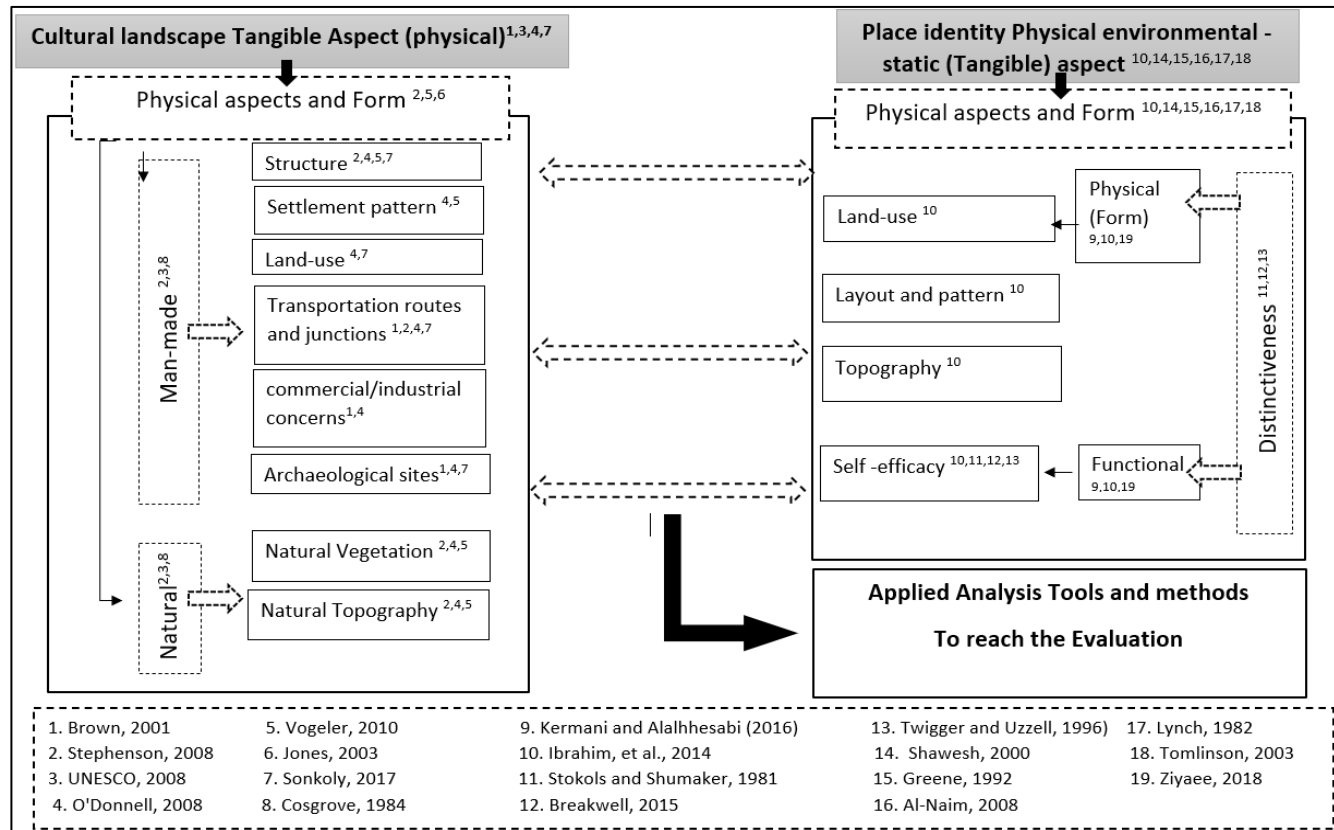 Cultural landscape Tangible Aspect (physical)1,3,4,7
Physical aspects and Form 2,5,6
Man-made 2,3,8
Structure 2,4,5,7
Settlement pattern 4,5
Land-use 4,7
Transportation routes
and junctions 1,2,4,7
commercial/industrial
concerns1,4
Archaeological sites1,4,7
Natural2,3,8
Natural Vegetation 2,4,5
Natural Topography 2,4,5
Place identity Physical environmental -
static (Tangible) aspect 10,14,15,16,17,18
Physical aspects and Form 10,14,15,16,17,18
Land-use 10
Physical
(Form)
9,10,19
Layout and pattern 10
Topography 10
Self -efficacy 10,11,12,13
Functional
9,10,19
Distinctiveness 11,12,13
Applied Analysis Tools and methods
To reach the Evaluation
1. Brown, 2001
2. Stephenson, 2008
3. UNESCO, 2008
4. O'Donnell, 2008
5. Vogeler, 2010
6. Jones, 2003
7. Sonkoly, 2017
8. Cosgrove, 1984
9. Kermani and Alalhhesabi (2016)
10. Ibrahim, et al., 2014
11. Stokols and Shumaker, 1981
12. Breakwell, 2015
13. Twigger and Uzzell, 1996)
14. Shawesh, 2000
15. Greene, 1992
16. Al-Naim, 2008
17. Lynch, 1982
18. Tomlinson, 2003
19. Ziyaee, 2018